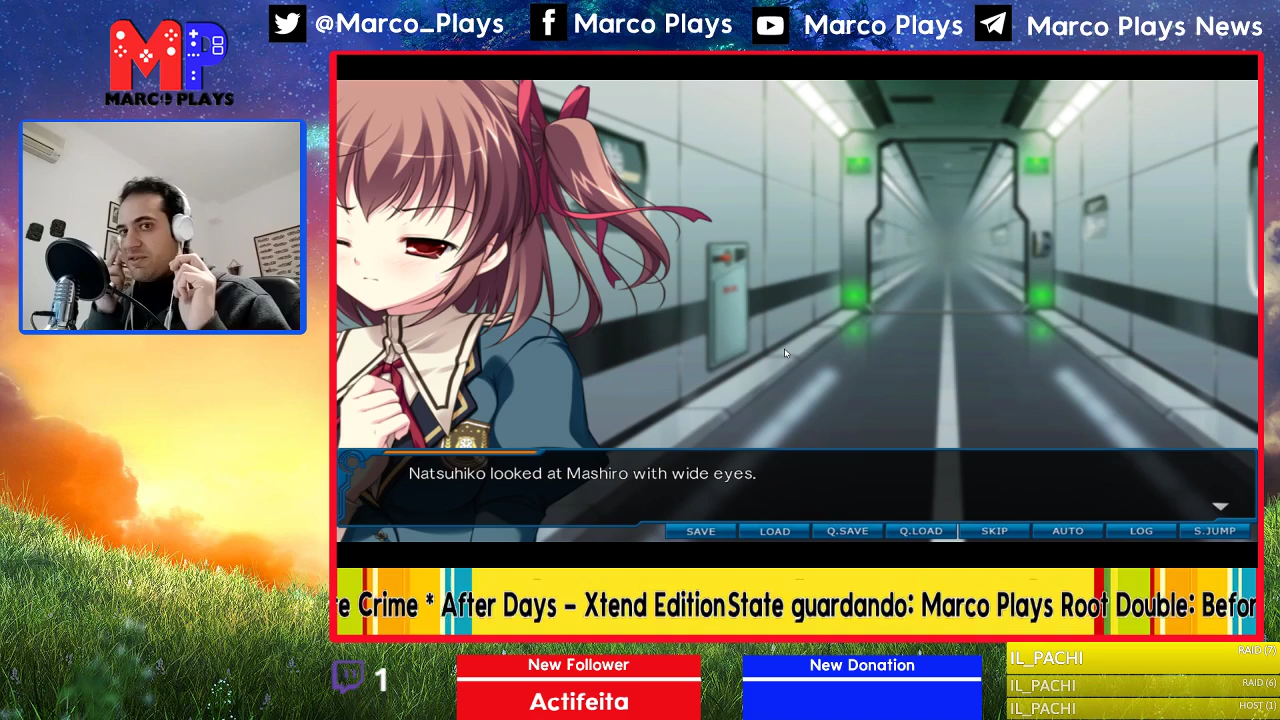 @Marco_Plays
Marco Plays
Marco Plays
Marco Plays News
MP
MARCO PLAYS
Natsuhiko looked at Mashiro with wide eyes.
SAVE
LOAD
Q.SAVE
Q.LOAD
SKIP
AUTO
LOG
S.JUMP
e Crime * After Days - Xtend EditionState guardando: Marco Plays Root Double: Befor
1
New Follower
Actifeita
New Donation
IL_PACHI
RAID (7)
IL_PACHI
RAID (6)
IL_PACHI
HOST (1)